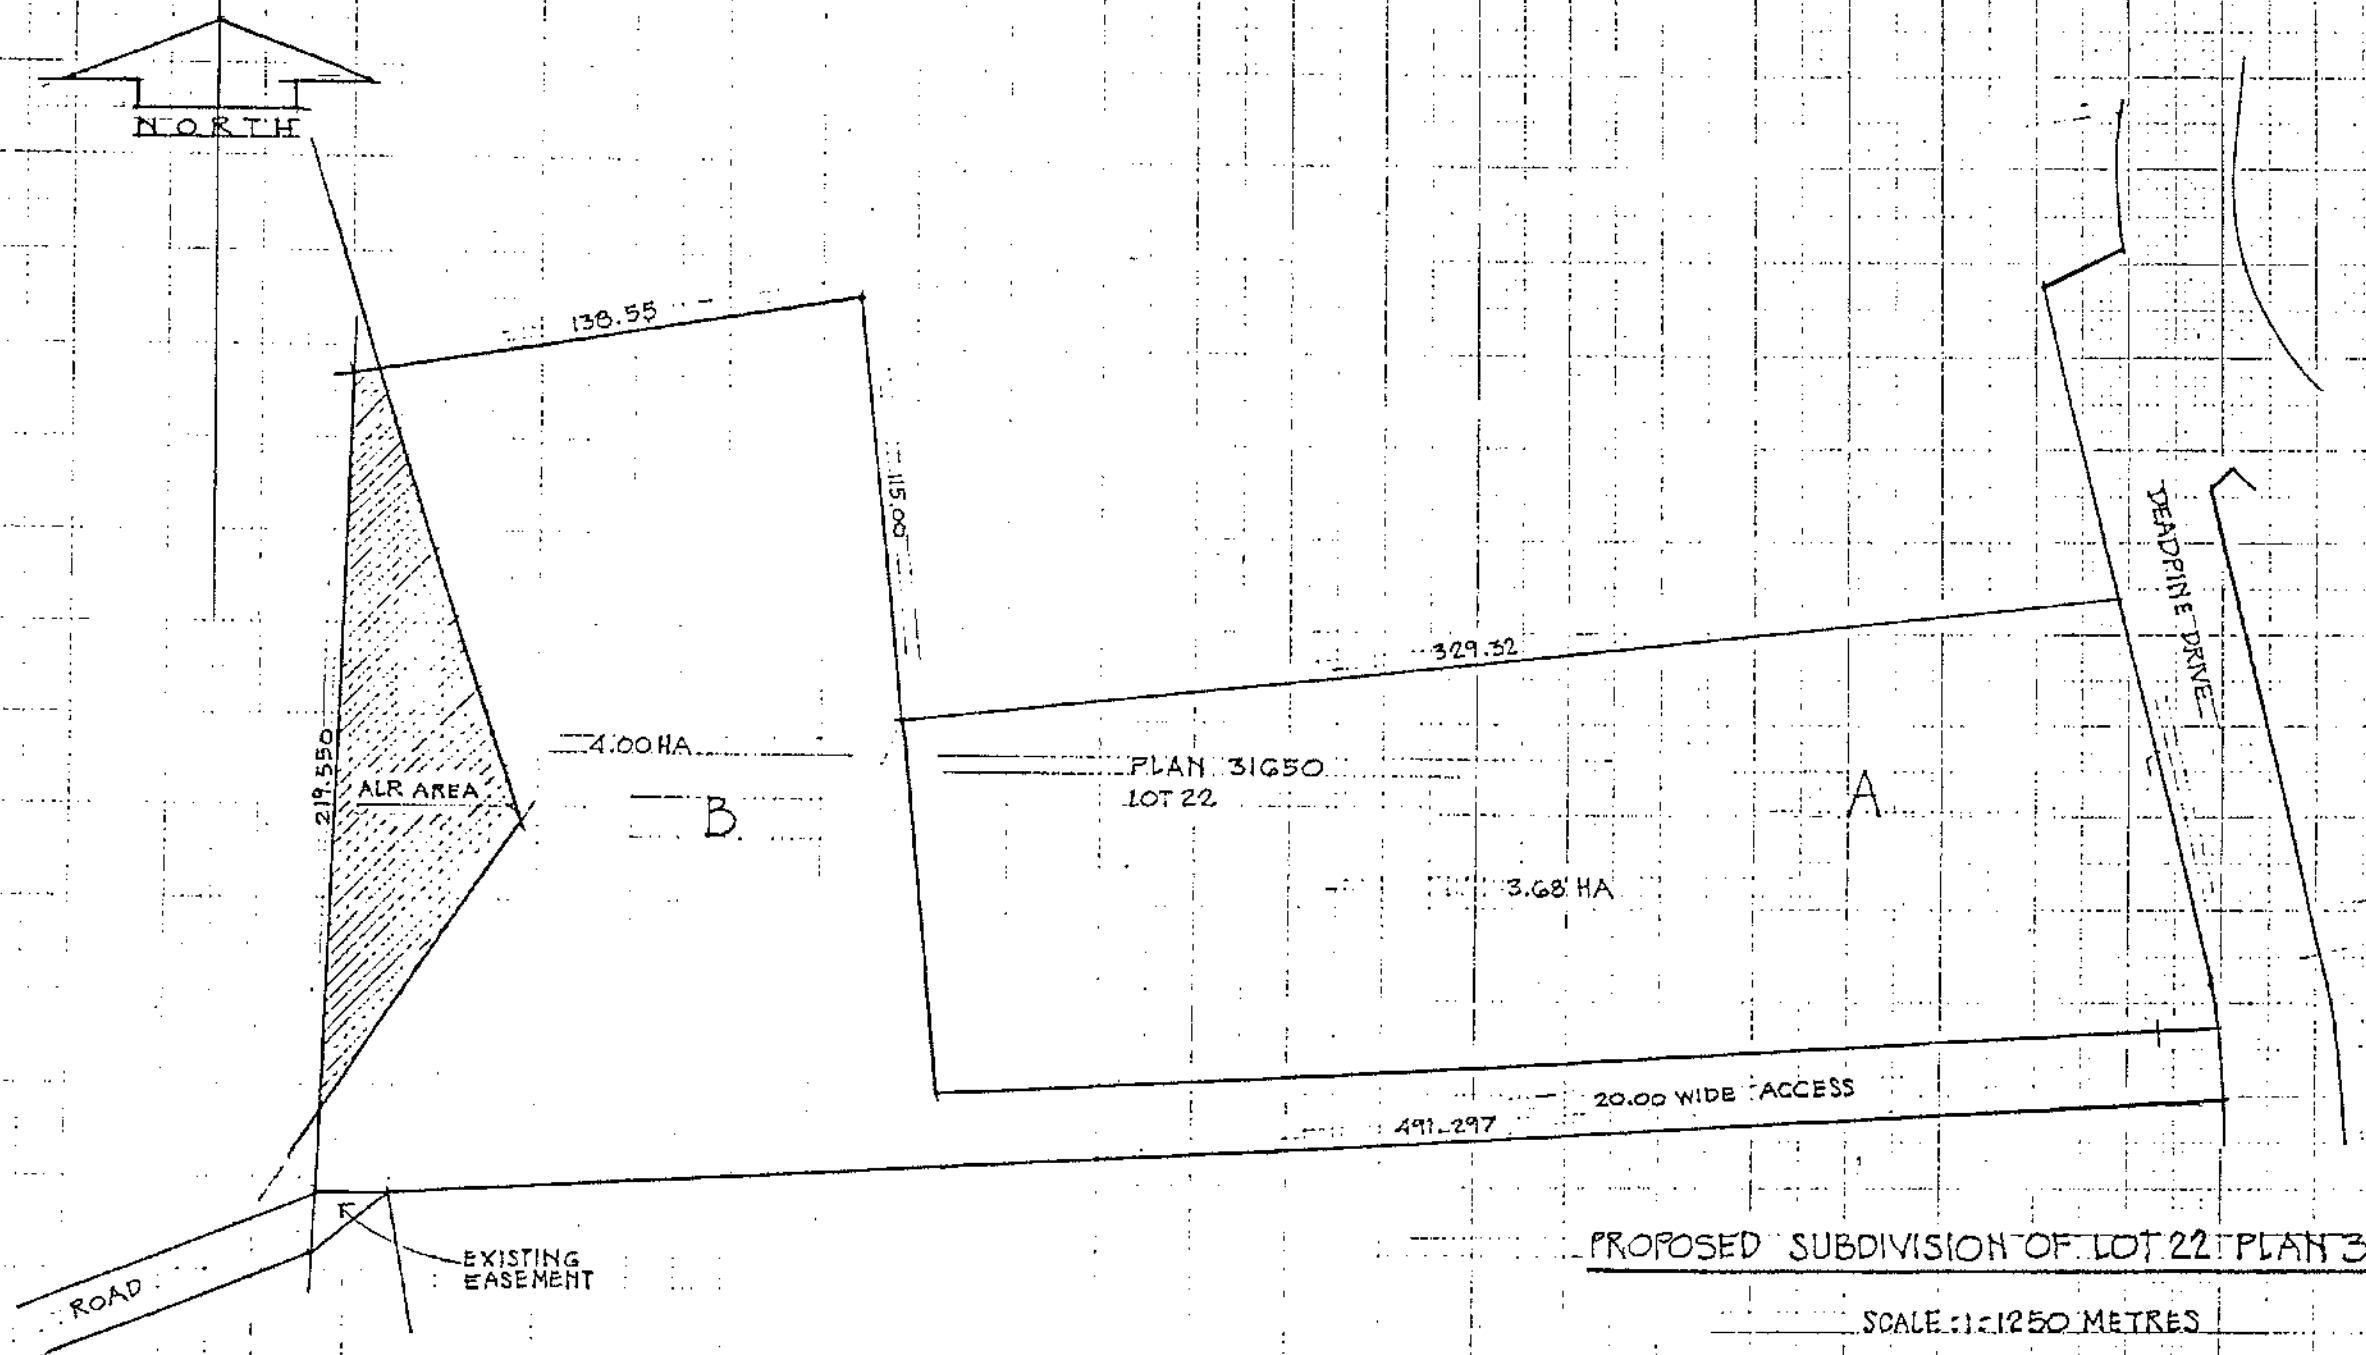 NORTH
138.55
115.00
329.32
DEADPINE DRIVE
219.550
ALR AREA
4.00 HA
B
PLAN 31650
LOT 22
A
3.68 HA
20.00 WIDE ACCESS
491.297
EXISTING
EASEMENT
ROAD
PROPOSED SUBDIVISION OF LOT 22 PLAN 3
SCALE :1=1250 METRES